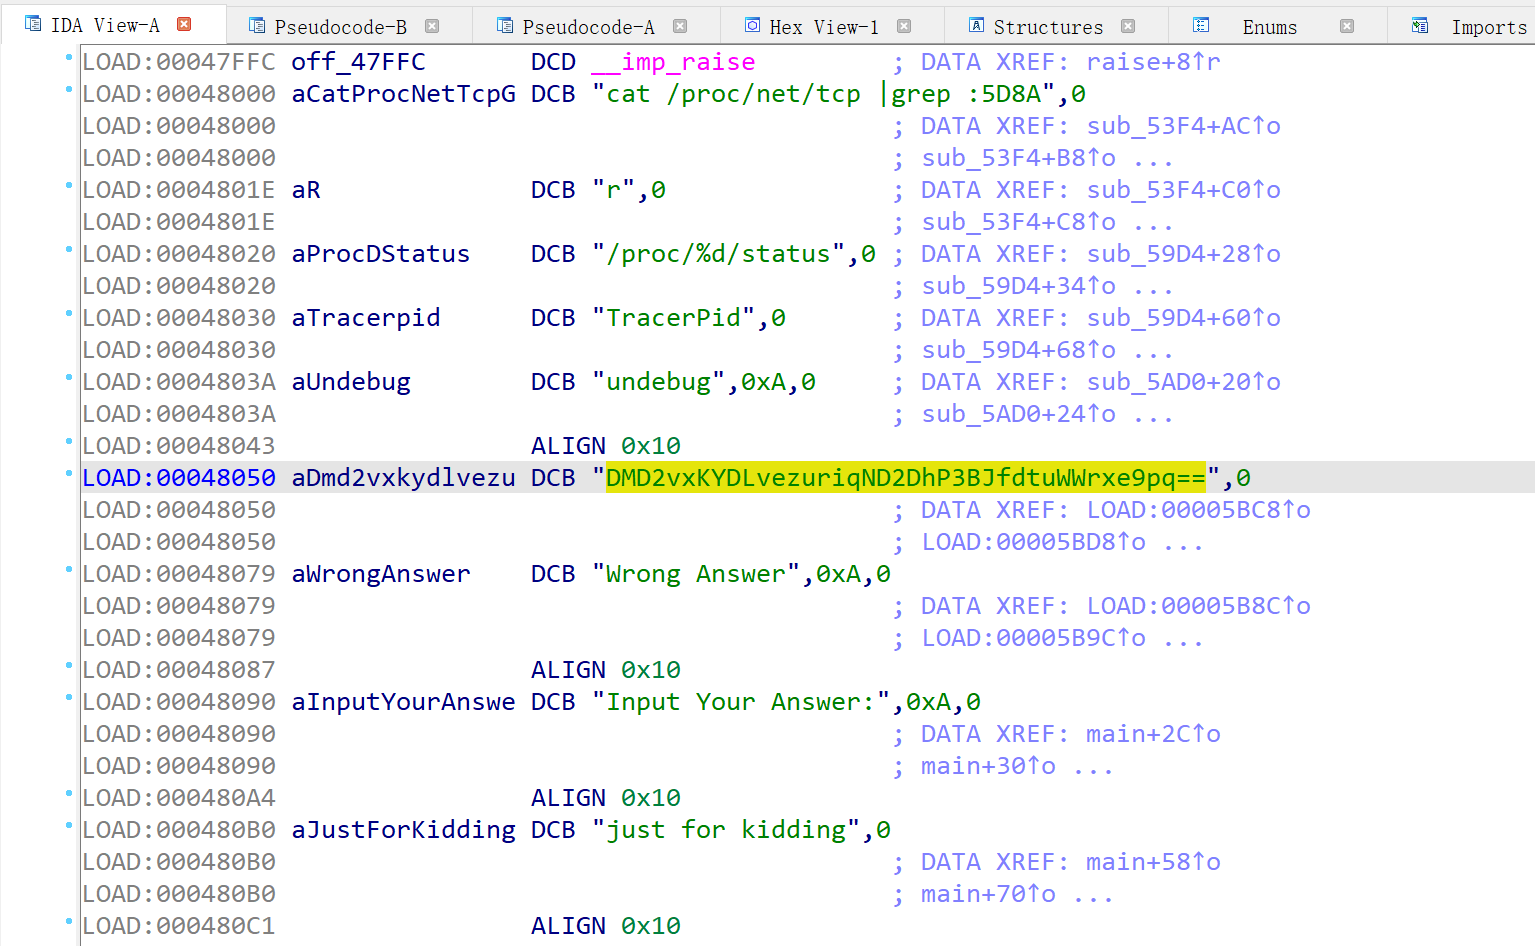 IDA View-A Pseudocode-B Pseudocode-A Hex View-1 Structures Enums Imports
LOAD:00047FFC off_47FFC DCD __imp_raise ; DATA XREF: raise+8↑r
LOAD:00048000 aCatProcNetTcpG DCB "cat /proc/net/tcp |grep :5D8A",0
LOAD:00048000 ; DATA XREF: sub_53F4+AC↑o
LOAD:00048000 ; sub_53F4+B8↑o ...
LOAD:0004801E aR DCB "r",0 ; DATA XREF: sub_53F4+C0↑o
LOAD:0004801E ; sub_53F4+C8↑o ...
LOAD:00048020 aProcDStatus DCB "/proc/%d/status",0 ; DATA XREF: sub_59D4+28↑o
LOAD:00048020 ; sub_59D4+34↑o ...
LOAD:00048030 aTracerpid DCB "TracerPid",0 ; DATA XREF: sub_59D4+60↑o
LOAD:00048030 ; sub_59D4+68↑o ...
LOAD:0004803A aUndebug DCB "undebug",0xA,0 ; DATA XREF: sub_5AD0+20↑o
LOAD:0004803A ; sub_5AD0+24↑o ...
LOAD:00048043 ALIGN 0x10
LOAD:00048050 aDmd2vxkydlvezu DCB "DMD2vxKYDLvezuriqND2DhP3BJfdtuWWrxe9pq==",0
LOAD:00048050 ; DATA XREF: LOAD:00005BC8↑o
LOAD:00048050 ; LOAD:00005BD8↑o ...
LOAD:00048079 aWrongAnswer DCB "Wrong Answer",0xA,0
LOAD:00048079 ; DATA XREF: LOAD:00005B8C↑o
LOAD:00048079 ; LOAD:00005B9C↑o ...
LOAD:00048087 ALIGN 0x10
LOAD:00048090 aInputYourAnswe DCB "Input Your Answer:",0xA,0
LOAD:00048090 ; DATA XREF: main+2C↑o
LOAD:00048090 ; main+30↑o ...
LOAD:000480A4 ALIGN 0x10
LOAD:000480B0 aJustForKidding DCB "just for kidding",0
LOAD:000480B0 ; DATA XREF: main+58↑o
LOAD:000480B0 ; main+70↑o ...
LOAD:000480C1 ALIGN 0x10